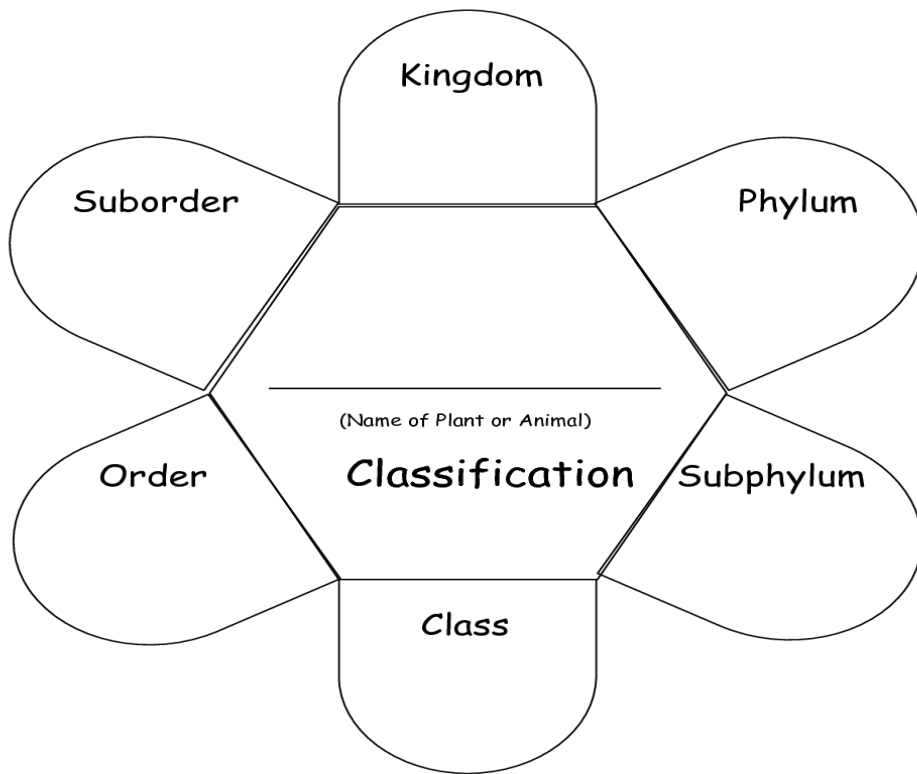 Kingdom
Suborder
Phylum
(Name of Plant or Animal)
Classification
Order
Subphylum
Class